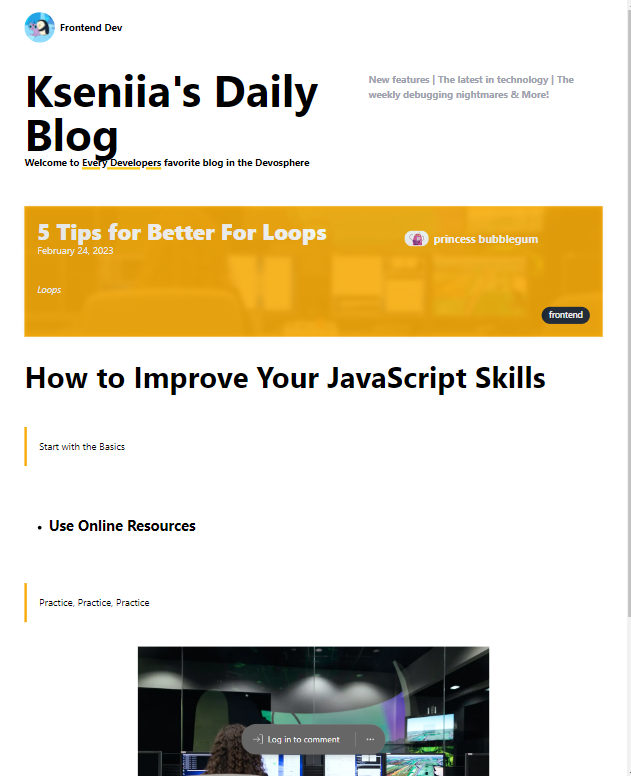 Frontend Dev
Kseniia's Daily
Blog
New features | The latest in technology | The
weekly debugging nightmares & More!
Welcome to Every Developers favorite blog in the Devosphere
5 Tips for Better For Loops
February 24, 2023
princess bubblegum
Loops
frontend
How to Improve Your JavaScript Skills
Start with the Basics
• Use Online Resources
Practice, Practice, Practice
Log in to comment